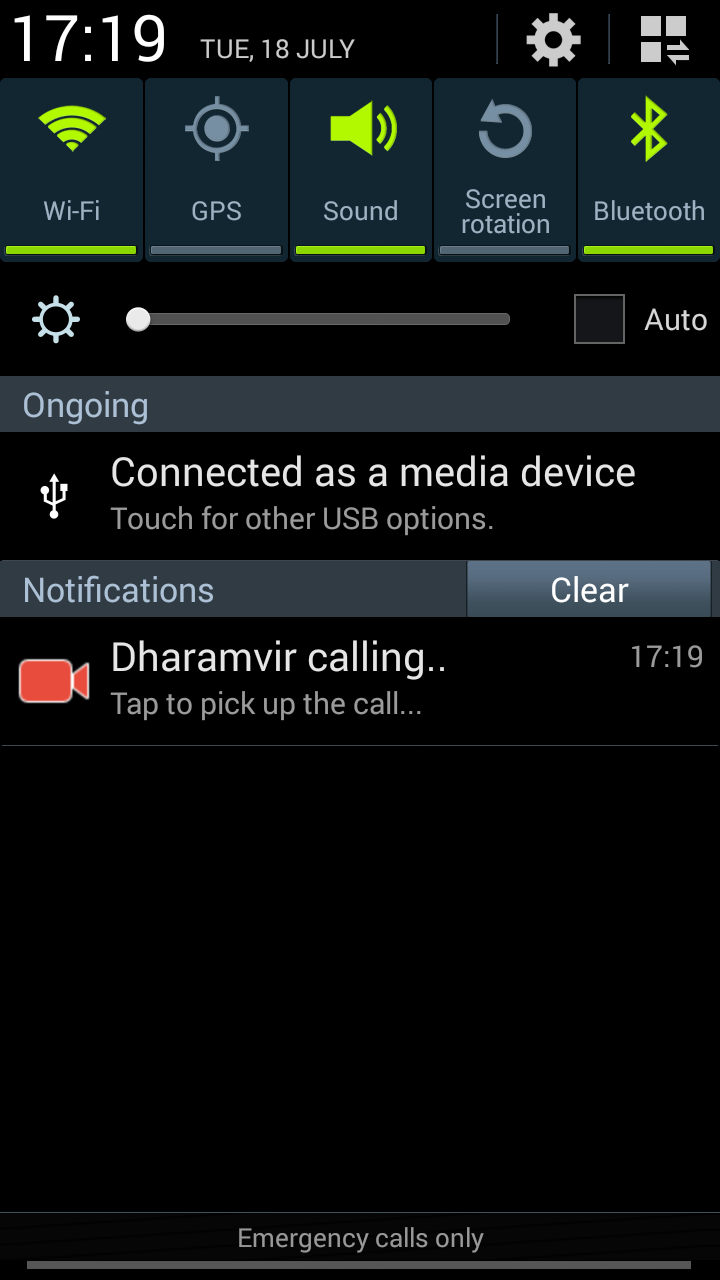 17:19 TUE, 18 JULY
Wi-Fi
GPS
Sound
Screen
rotation
Bluetooth
Auto
Ongoing
Connected as a media device
Touch for other USB options.
Notifications
Clear
Dharamvir calling..
17:19
Tap to pick up the call...
Emergency calls only